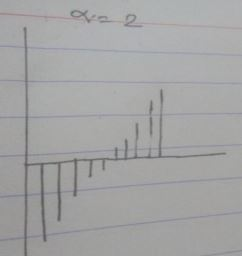 α = 2